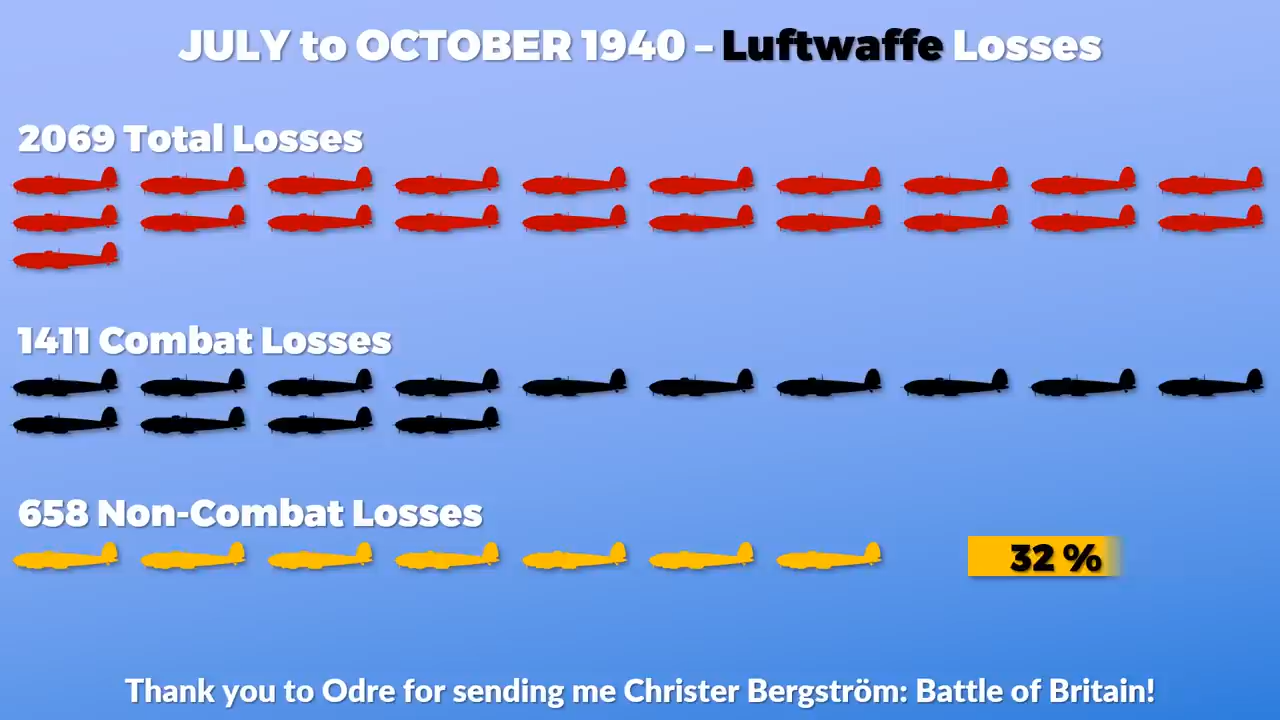 JULY to OCTOBER 1940 – Luftwaffe Losses
2069 Total Losses
1411 Combat Losses
658 Non-Combat Losses
32 %
Thank you to Odre for sending me Christer Bergström: Battle of Britain!